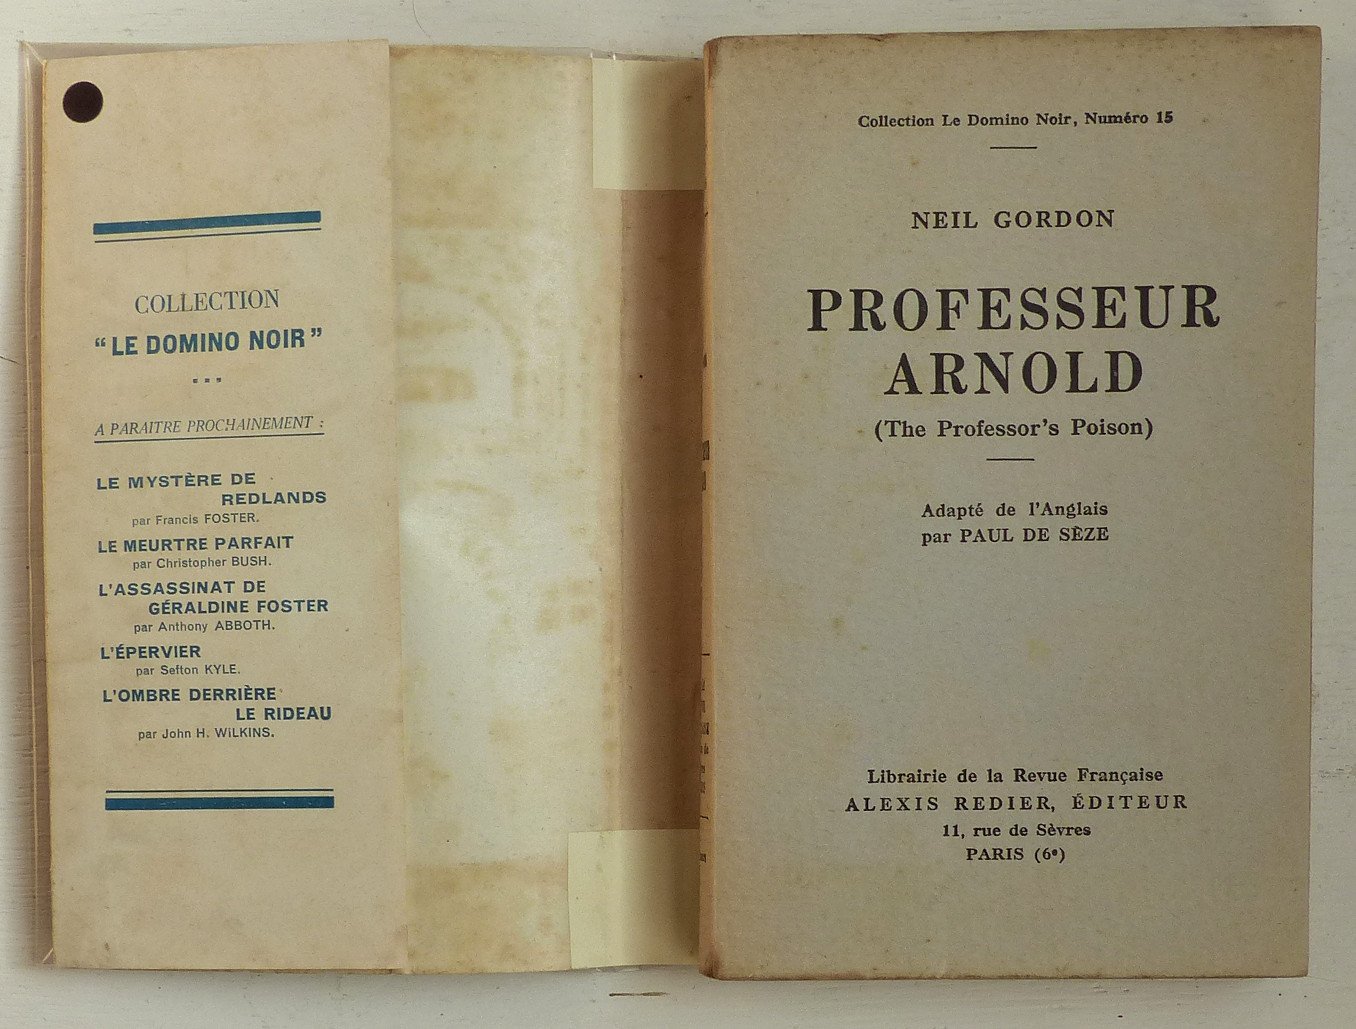 COLLECTION
"LE DOMINO NOIR"
A PARAITRE PROCHAINEMENT :
LE MYSTÈRE DE
REDLANDS
par Francis FOSTER.
LE MEURTRE PARFAIT
par Christopher BUSH.
L'ASSASSINAT DE
GÉRALDINE FOSTER
par Anthony ABBOTH.
L'ÉPERVIER
par Sefton KYLE.
L'OMBRE DERRIÈRE
LE RIDEAU
par John H. WiLKINS.
Collection Le Domino Noir, Numéro 15
NEIL GORDON
PROFESSEUR
ARNOLD
(The Professor's Poison)
Adapté de l'Anglais
par PAUL DE SÈZE
Librairie de la Revue Française
ALEXIS REDIER, ÉDITEUR
11, rue de Sèvres
PARIS (6e)